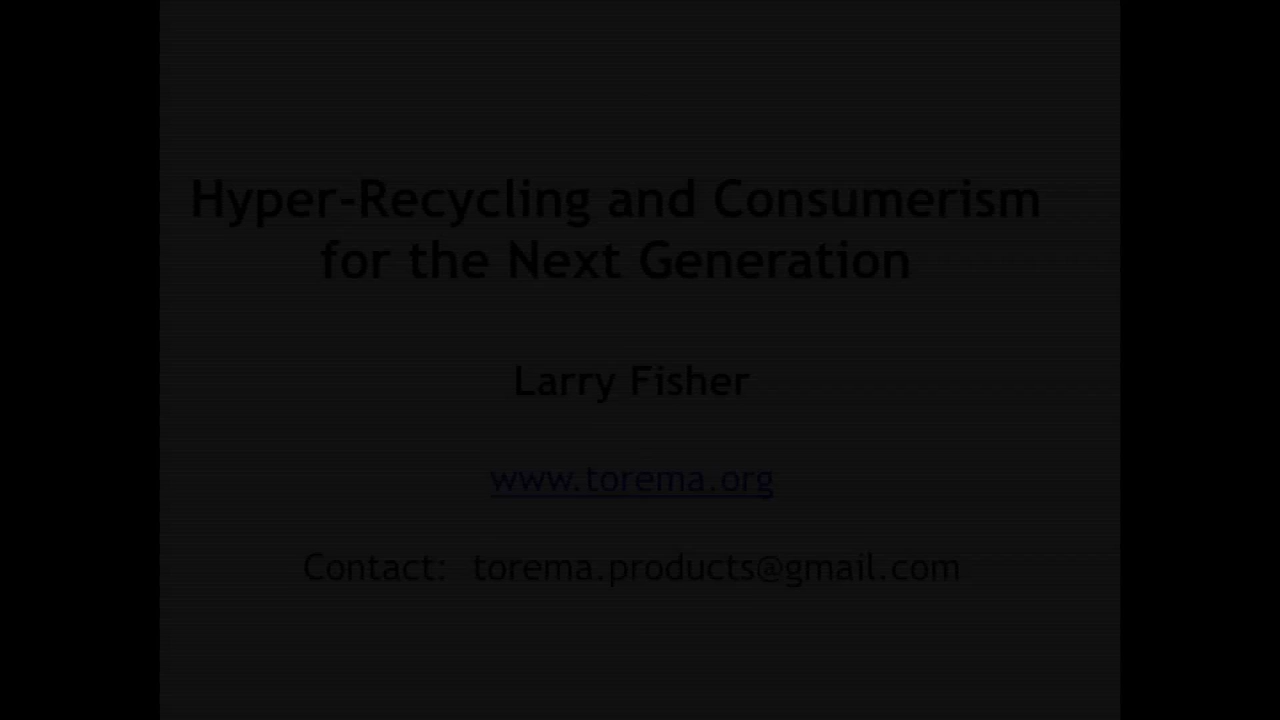 Hyper-Recycling and Consumerism
for the Next Generation
Larry Fisher
www.torema.org
Contact: torema.products@gmail.com